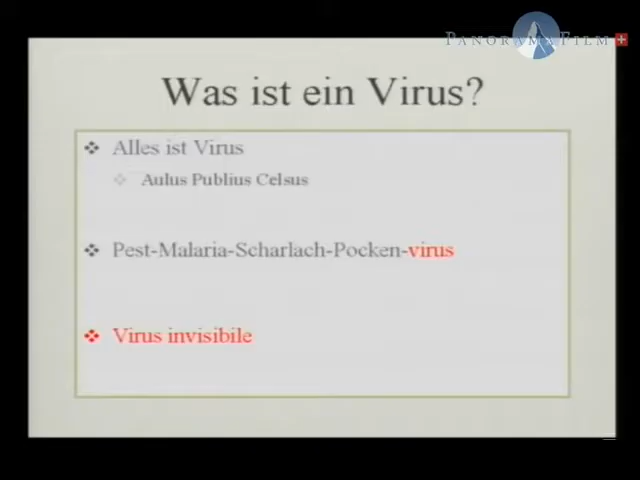 PANORAMA FILM
Was ist ein Virus?
Alles ist Virus
Aulus Publius Celsus
Pest-Malaria-Scharlach-Pocken-virus
Virus invisibile